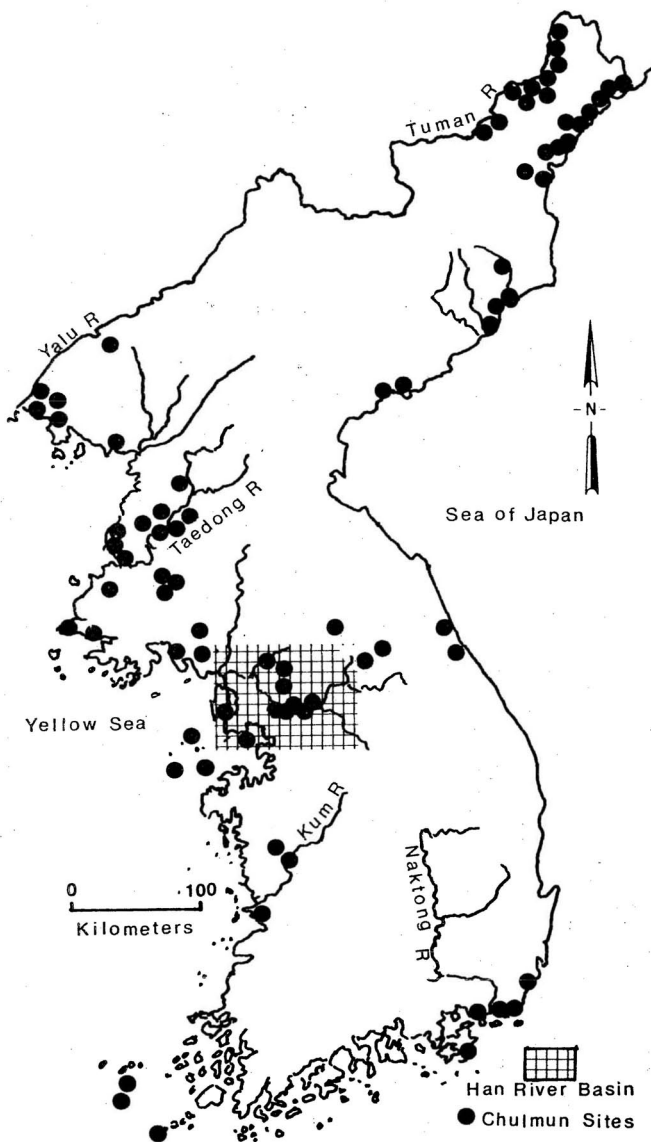 Tuman R
Yalu R
-N-
Taedong R
Sea of Japan
Yellow Sea
Kum R
0 100
Kilometers
Naktong R
Han River Basin
Chulmun Sites